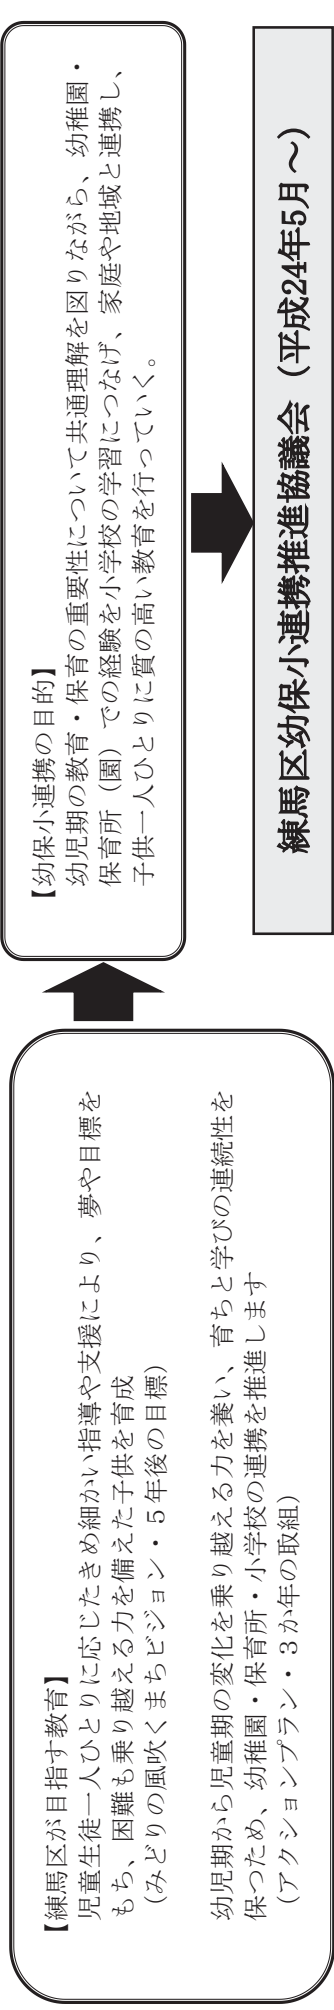 【練馬区が目指す教育】
児童生徒一人ひとりに応じたきめ細かい指導や支援により、夢や目標を
もち、困難も乗り越える力を備えた子供を育成
（みどりの風吹くまちビジョン・５年後の目標）
幼児期から児童期の変化を乗り越える力を養い、育ちと学びの連続性を
保つため、幼稚園・保育所・小学校の連携を推進します
（アクションプラン・３か年の取組）
【幼保小連携の目的】
幼児期の教育・保育の重要性について共通理解を図りながら、幼稚園・
保育所（園）での経験を小学校の学習につなげ、家庭や地域と連携し、
子供一人ひとりに質の高い教育を行っていく。
練馬区幼保小連携推進協議会（平成24年5月～）